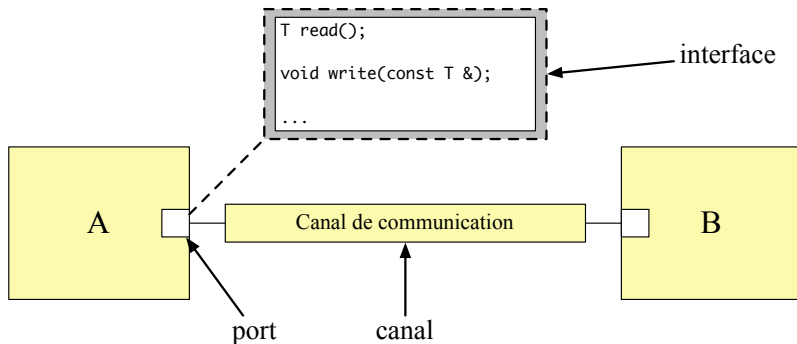 T read();
void write(const T &);
...
interface
A
Canal de communication
B
port
canal